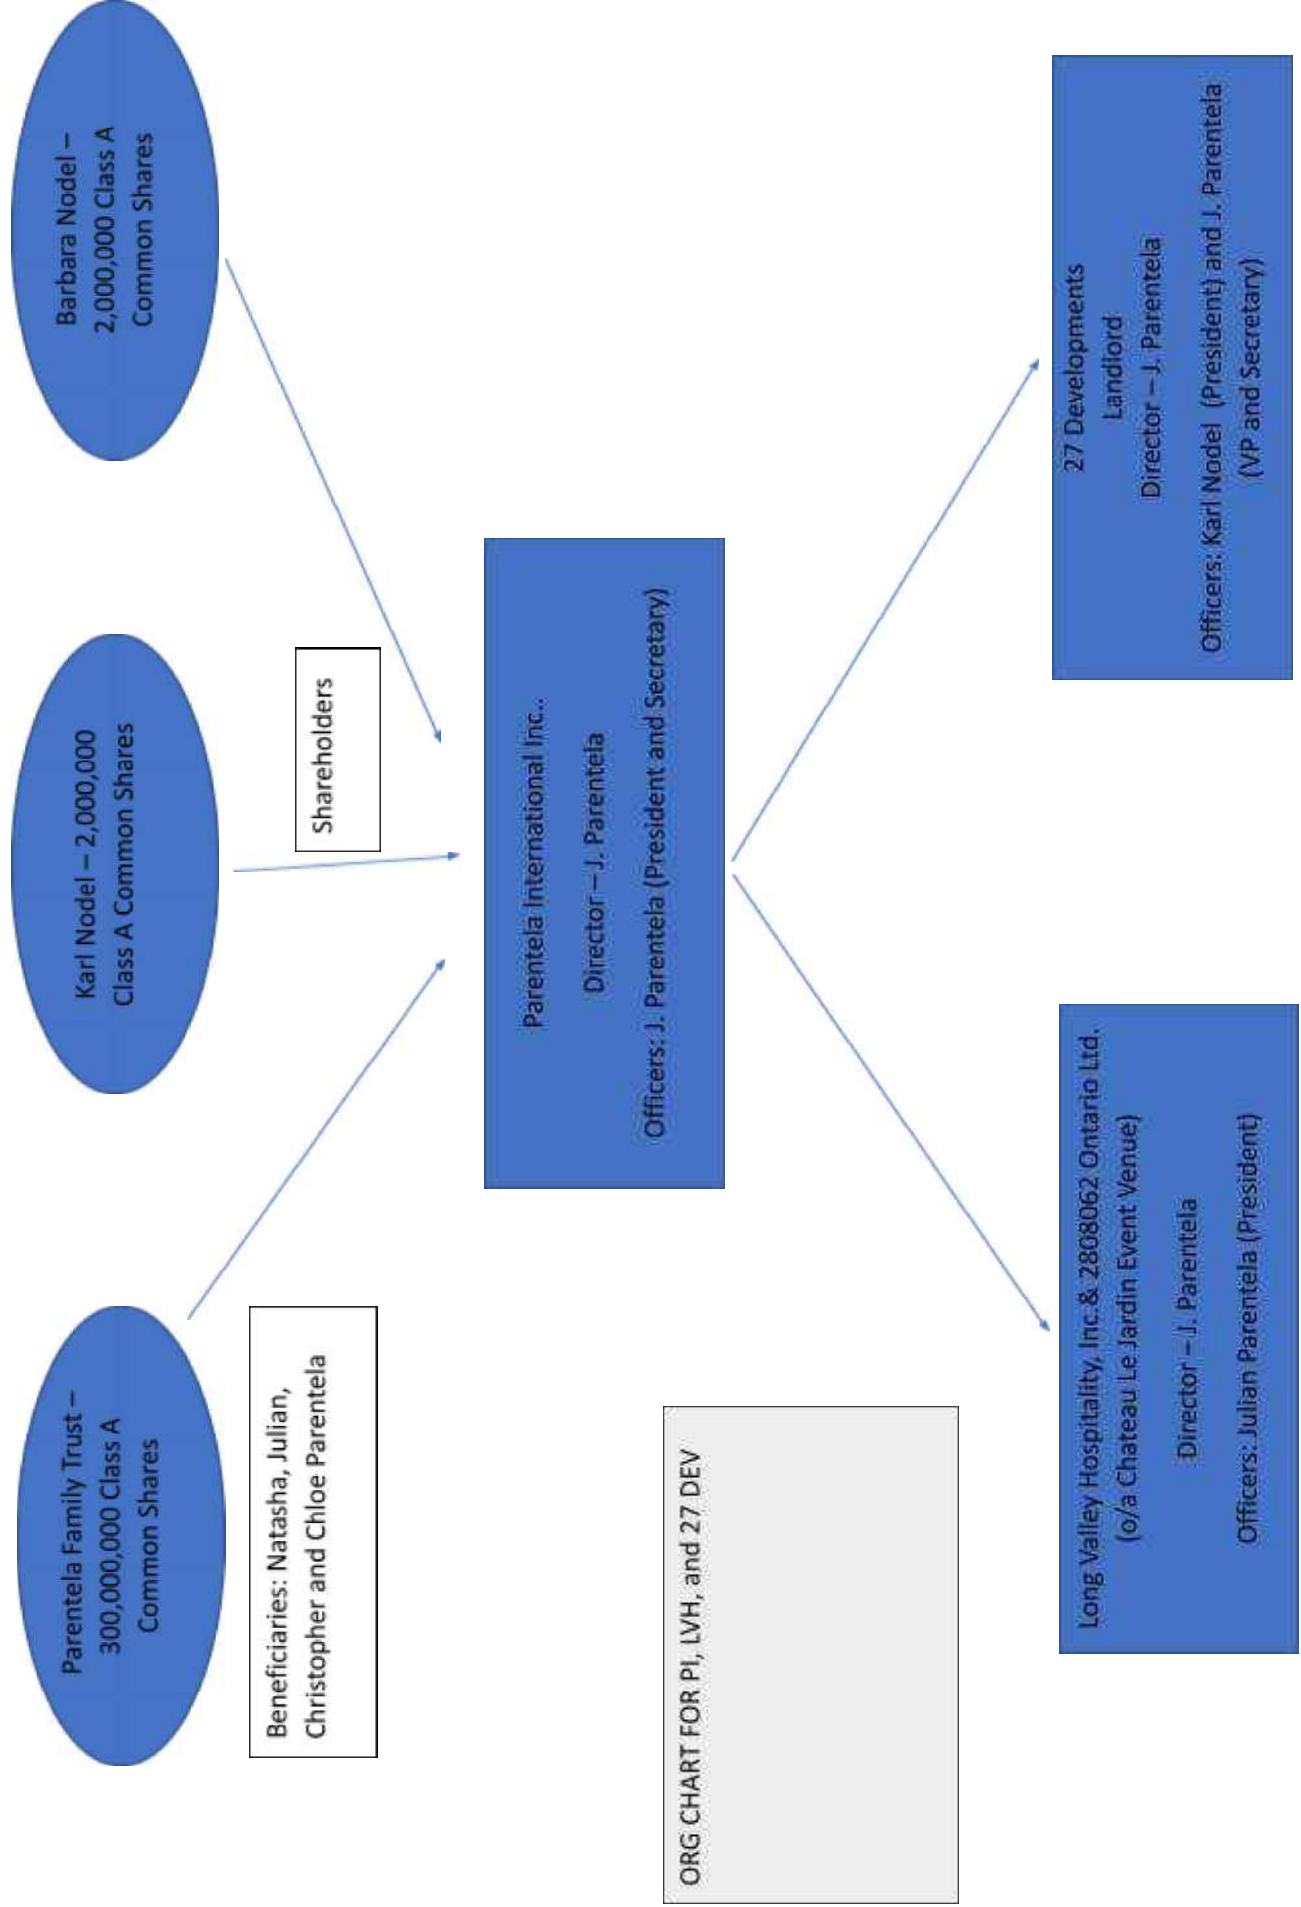 Parentela Family Trust –
300,000,000 Class A
Common Shares
Karl Nodel – 2,000,000
Class A Common Shares
Barbara Nodel –
2,000,000 Class A
Common Shares
Beneficiaries: Natasha, Julian,
Christopher and Chloe Parentela
Shareholders
Parentela International Inc..
Director – J. Parentela
Officers: J. Parentela (President and Secretary)
ORG CHART FOR PI, LVH, and 27 DEV
Long Valley Hospitality, Inc.& 2808062 Ontario Ltd.
(o/a Chateau Le Jardin Event Venue)
Director – J. Parentela
Officers: Julian Parentela (President)
27 Developments
Landlord
Director – J. Parentela
Officers: Karl Nodel (President) and J. Parentela
(VP and Secretary)